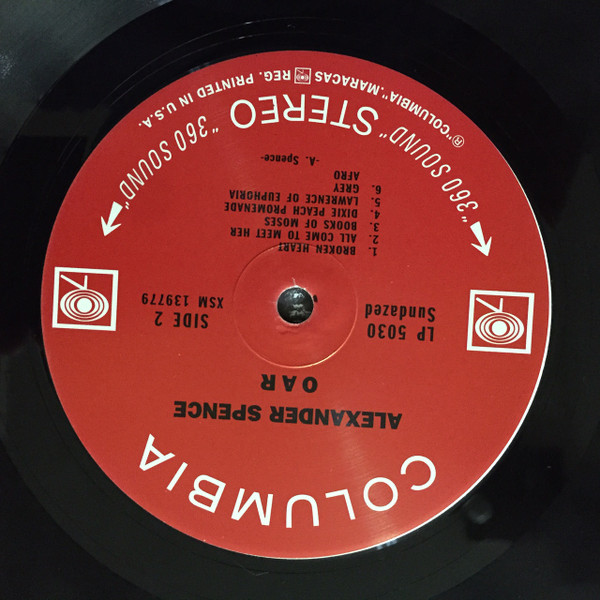 COLUMBIA
ALEXANDER SPENCE
OAR
LP 5030
Sundazed
SIDE 2
XSM 139779
1. BROKEN HEART
2. ALL COME TO MEET HER
3. BOOKS OF MOSES
4. DIXIE PEACH PROMENADE
5. LAWRENCE OF EUPHORIA
6. GREY
AFRO
-A. Spence-
"360 SOUND" STEREO "360 SOUND"
® "COLUMBIA", MARACAS REG. PRINTED IN U.S.A.